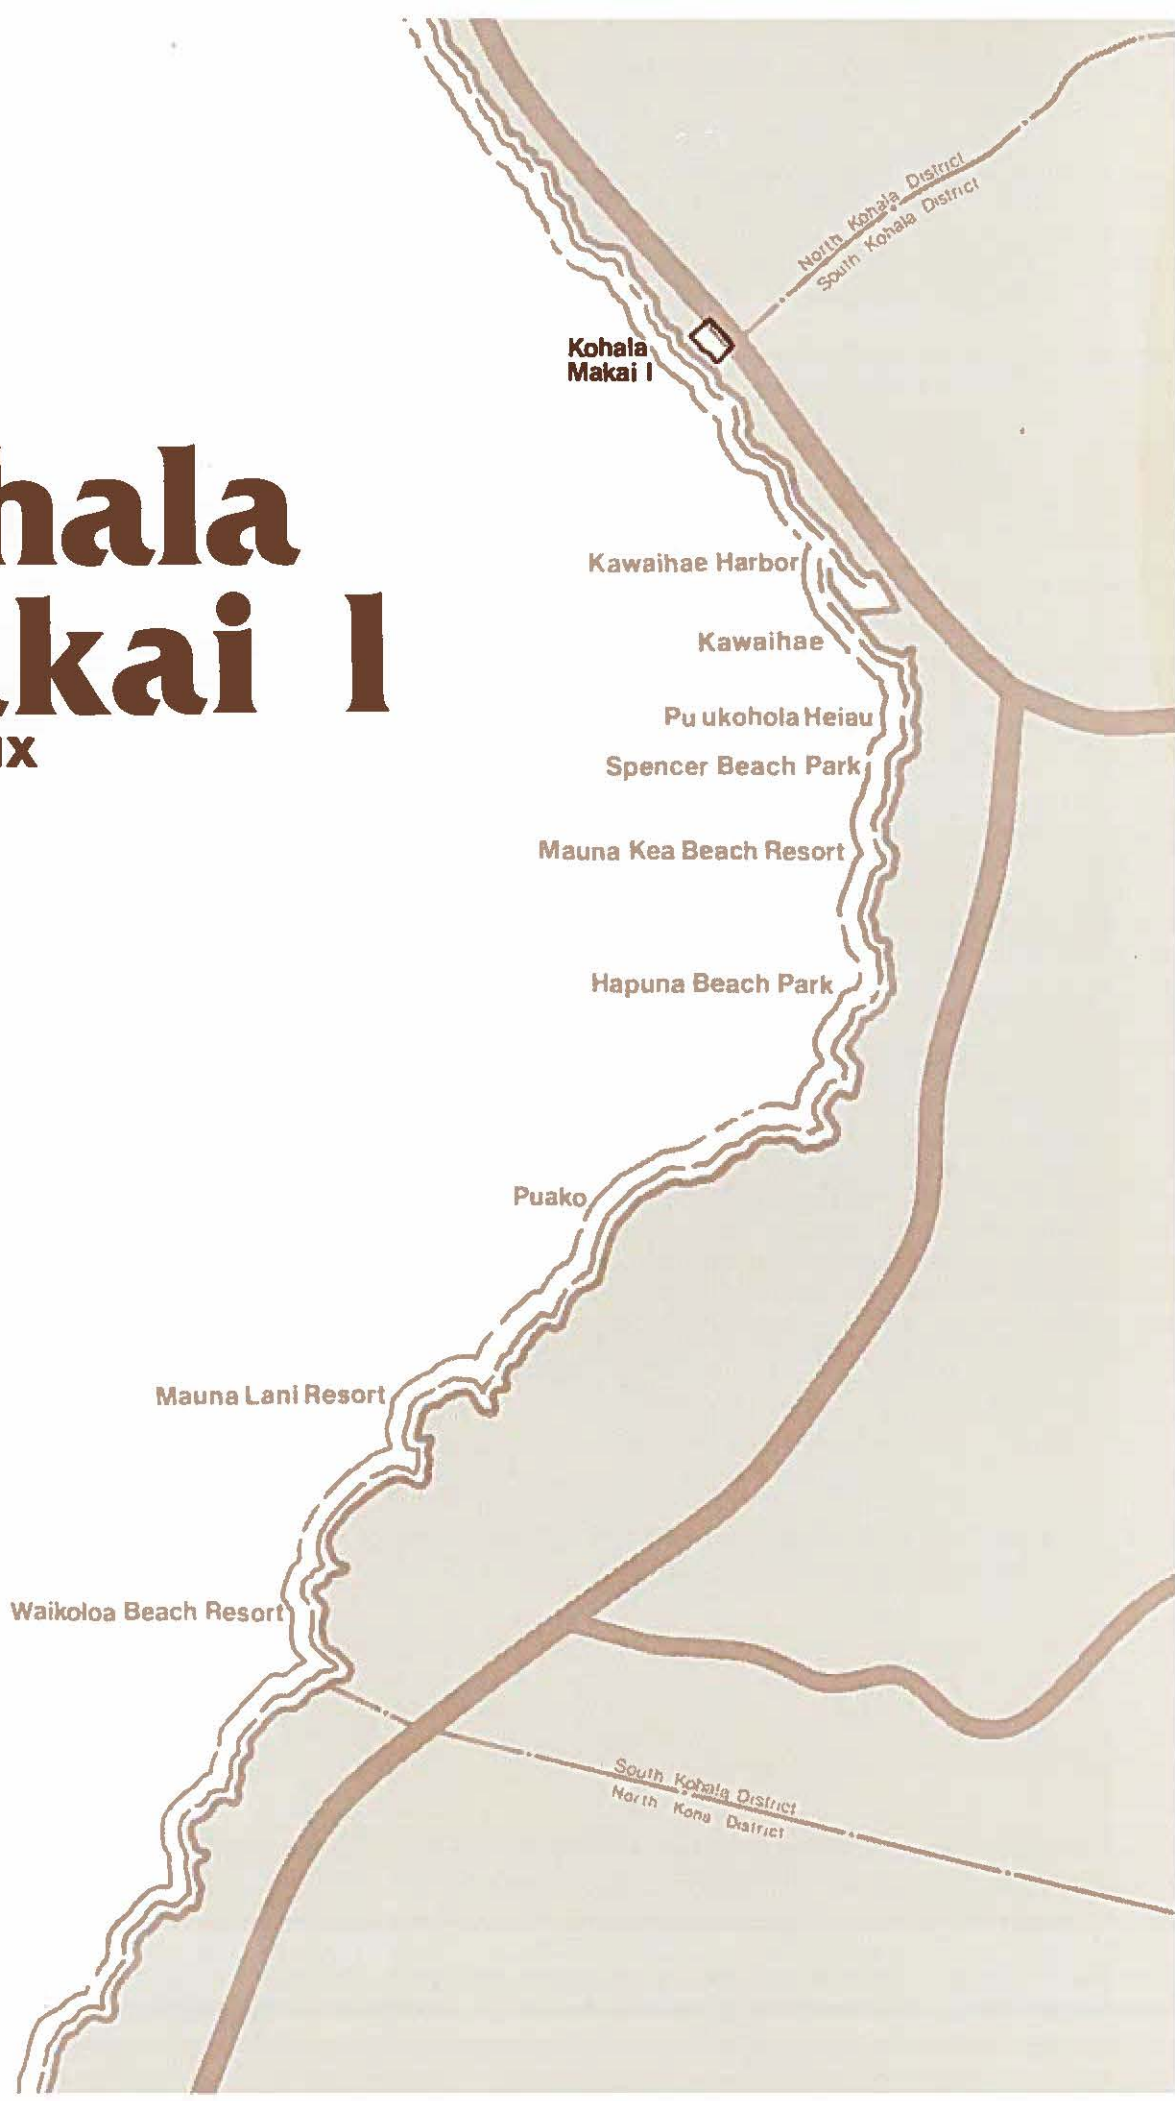 North Kohala District
South Kohala District
Kohala
Makai I
hala
kai I
Kawaihae Harbor
Kawaihae
Pu ukohola Heiau
Spencer Beach Park
Mauna Kea Beach Resort
Hapuna Beach Park
Puako
Mauna Lani Resort
Waikoloa Beach Resort
South Kohala District
North Kona District